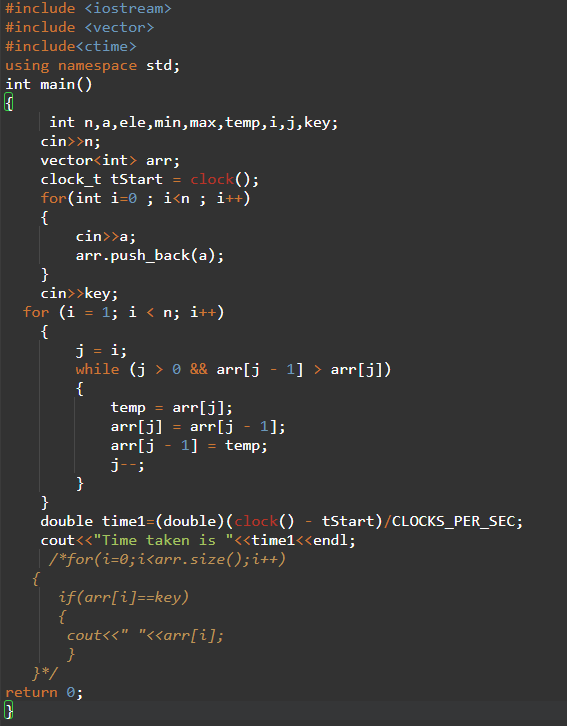 #include <iostream>
#include <vector>
#include<ctime>
using namespace std;
int main()
{
     int n,a,ele,min,max,temp,i,j,key;
    cin>>n;
    vector<int> arr;
    clock_t tStart = clock();
    for(int i=0 ; i<n ; i++)
    {
        cin>>a;
        arr.push_back(a);
    }
    cin>>key;
  for (i = 1; i < n; i++)
    {
        j = i;
        while (j > 0 && arr[j - 1] > arr[j])
        {
            temp = arr[j];
            arr[j] = arr[j - 1];
            arr[j - 1] = temp;
            j--;
        }
    }
    double time1=(double)(clock() - tStart)/CLOCKS_PER_SEC;
    cout<<"Time taken is "<<time1<<endl;
     /*for(i=0;i<arr.size();i++)
   {
      if(arr[i]==key)
      {
       cout<<" "<<arr[i];
       }
   }*/
return 0;
}